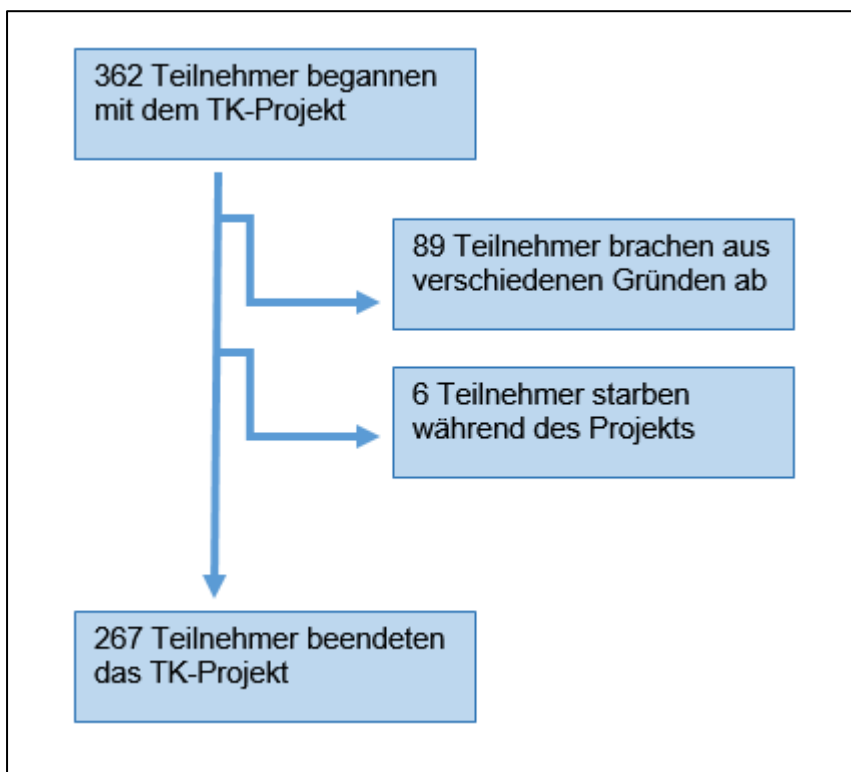 362 Teilnehmer begannen
mit dem TK-Projekt
89 Teilnehmer brachen aus
verschiedenen Gründen ab
6 Teilnehmer starben
während des Projekts
267 Teilnehmer beendeten
das TK-Projekt